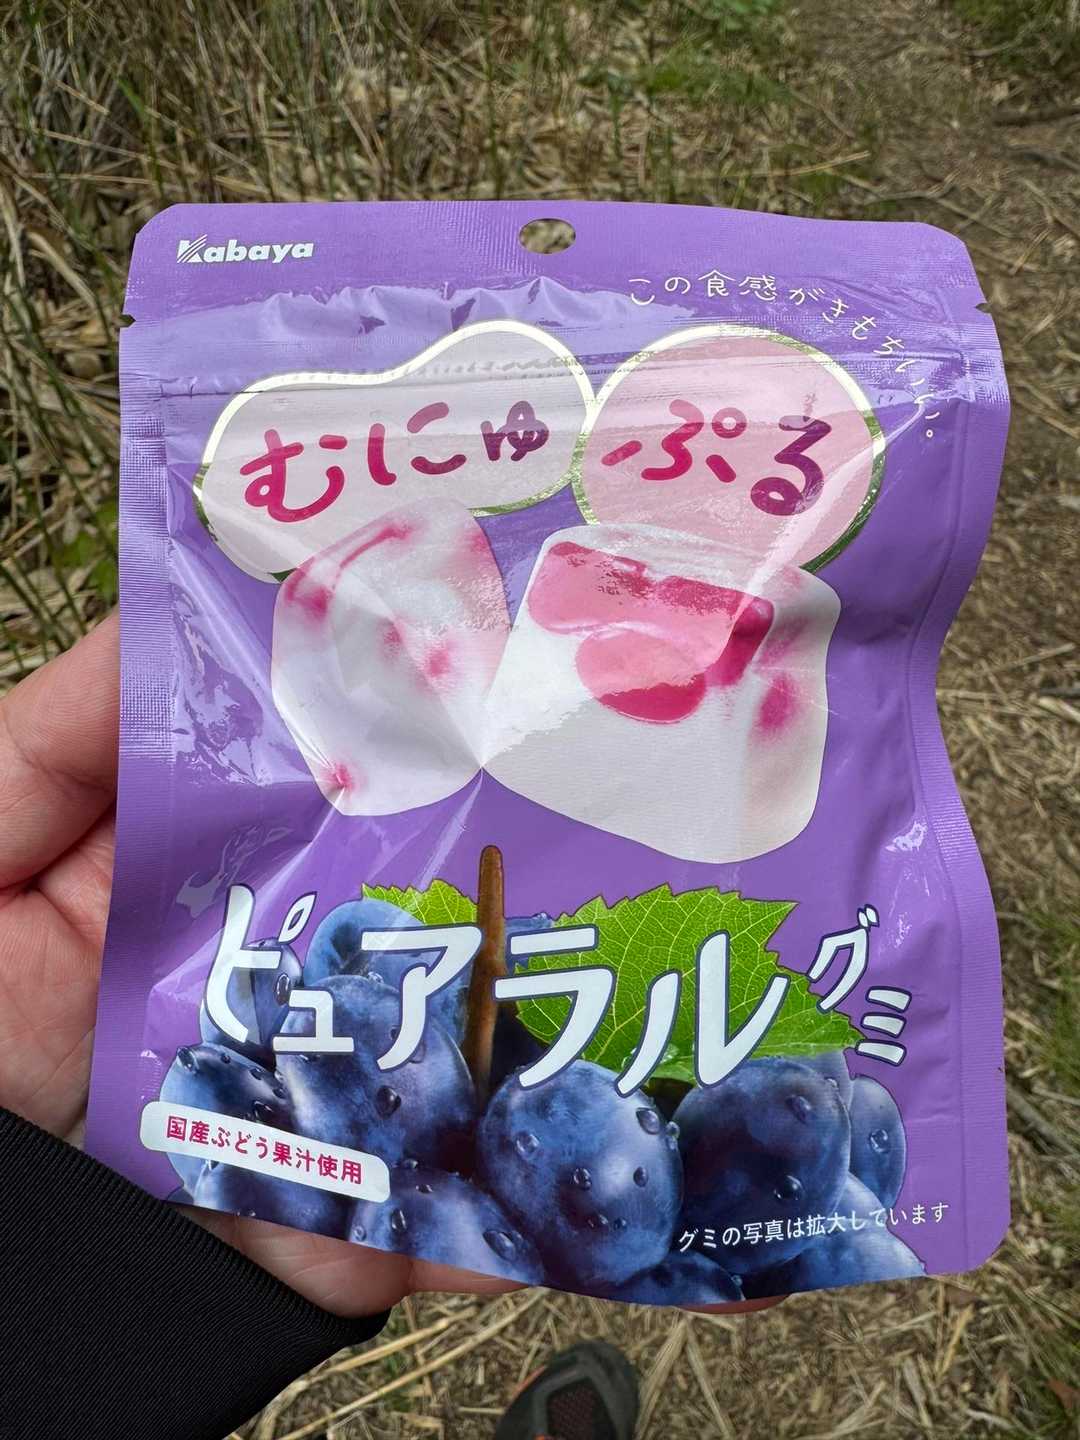 Kabaya
この食感がきもちいい。
むにゅ ぷる
ピュアラルグミ
国産ぶどう果汁使用
グミの写真は拡大しています